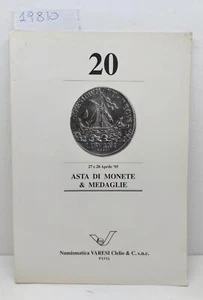 19810
20
27 e 28 Aprile '95
ASTA DI MONETE
& MEDAGLIE
Numismatica VARESI Clelio & C. s.n.c.
PAVIA